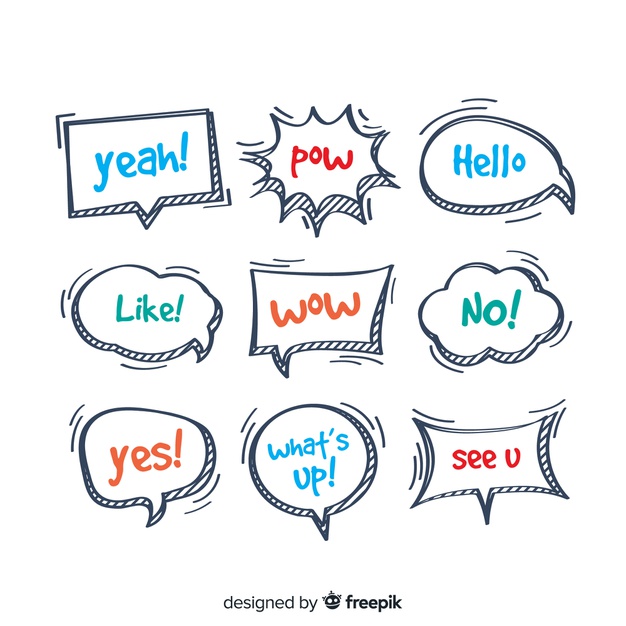 yeah!
pow
Hello
Like!
wow
No!
yes!
what's
up!
see u
designed by freepik